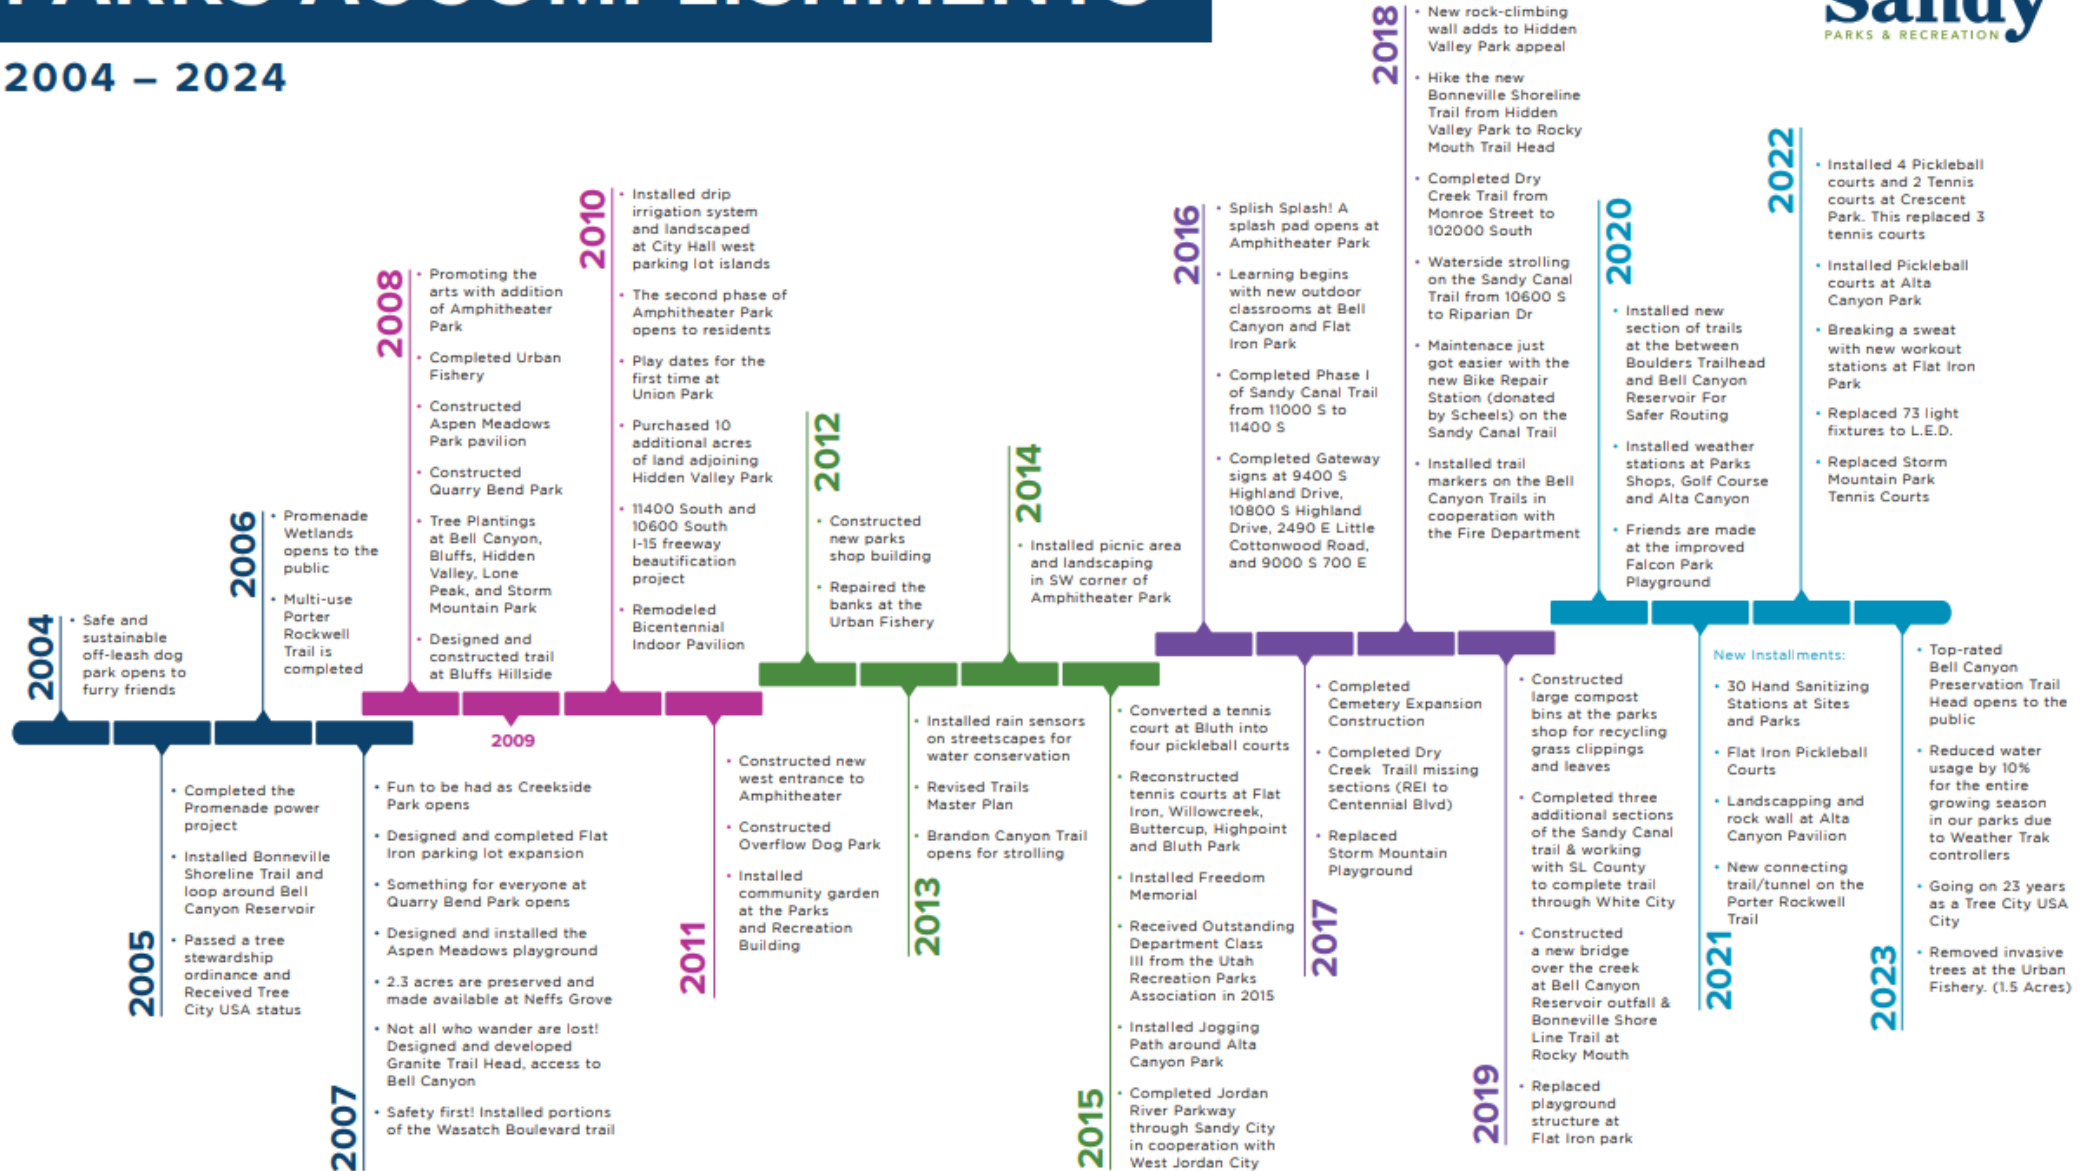 PARKS ACCOMPLISHMENTS
Sandy
PARKS & RECREATION
2004 – 2024
2004
• Safe and
sustainable
off-leash dog
park opens to
furry friends
2005
• Completed the
Promenade power
project
• Installed Bonneville
Shoreline Trail and
loop around Bell
Canyon Reservoir
• Passed a tree
stewardship
ordinance and
Received Tree
City USA status
2006
• Promenade
Wetlands
opens to the
public
• Multi-use
Porter
Rockwell
Trail is
completed
2007
• Fun to be had as Creekside
Park opens
• Designed and completed Flat
Iron parking lot expansion
• Something for everyone at
Quarry Bend Park opens
• Designed and installed the
Aspen Meadows playground
• 2.3 acres are preserved and
made available at Neffs Grove
• Not all who wander are lost!
Designed and developed
Granite Trail Head, access to
Bell Canyon
• Safety first! Installed portions
of the Wasatch Boulevard trail
2008
• Promoting the
arts with addition
of Amphitheater
Park
• Completed Urban
Fishery
• Constructed
Aspen Meadows
Park pavilion
• Constructed
Quarry Bend Park
• Tree Plantings
at Bell Canyon,
Bluffs, Hidden
Valley, Lone
Peak, and Storm
Mountain Park
• Designed and
constructed trail
at Bluffs Hillside
2009
2010
• Installed drip
irrigation system
and landscaped
at City Hall west
parking lot islands
• The second phase of
Amphitheater Park
opens to residents
• Play dates for the
first time at
Union Park
• Purchased 10
additional acres
of land adjoining
Hidden Valley Park
• 11400 South and
10600 South
I-15 freeway
beautification
project
• Remodeled
Bicentennial
Indoor Pavilion
2011
• Constructed new
west entrance to
Amphitheater
• Constructed
Overflow Dog Park
• Installed
community garden
at the Parks
and Recreation
Building
2012
• Constructed
new parks
shop building
• Repaired the
banks at the
Urban Fishery
2013
• Installed rain sensors
on streetscapes for
water conservation
• Revised Trails
Master Plan
• Brandon Canyon Trail
opens for strolling
2014
• Installed picnic area
and landscaping
in SW corner of
Amphitheater Park
2015
• Converted a tennis
court at Bluth into
four pickleball courts
• Reconstructed
tennis courts at Flat
Iron, Willowcreek,
Buttercup, Highpoint
and Bluth Park
• Installed Freedom
Memorial
• Received Outstanding
Department Class
III from the Utah
Recreation Parks
Association in 2015
• Installed Jogging
Path around Alta
Canyon Park
• Completed Jordan
River Parkway
through Sandy City
in cooperation with
West Jordan City
2016
• Splish Splash! A
splash pad opens at
Amphitheater Park
• Learning begins
with new outdoor
classrooms at Bell
Canyon and Flat
Iron Park
• Completed Phase I
of Sandy Canal Trail
from 11000 S to
11400 S
• Completed Gateway
signs at 9400 S
Highland Drive,
10800 S Highland
Drive, 2490 E Little
Cottonwood Road,
and 9000 S 700 E
2017
• Completed
Cemetery Expansion
Construction
• Completed Dry
Creek Traill missing
sections (REI to
Centennial Blvd)
• Replaced
Storm Mountain
Playground
2018
• New rock-climbing
wall adds to Hidden
Valley Park appeal
• Hike the new
Bonneville Shoreline
Trail from Hidden
Valley Park to Rocky
Mouth Trail Head
• Completed Dry
Creek Trail from
Monroe Street to
102000 South
• Waterside strolling
on the Sandy Canal
Trail from 10600 S
to Riparian Dr
• Maintenace just
got easier with the
new Bike Repair
Station (donated
by Scheels) on the
Sandy Canal Trail
• Installed trail
markers on the Bell
Canyon Trails in
cooperation with
the Fire Department
2019
• Constructed
large compost
bins at the parks
shop for recycling
grass clippings
and leaves
• Completed three
additional sections
of the Sandy Canal
trail & working
with SL County
to complete trail
through White City
• Constructed
a new bridge
over the creek
at Bell Canyon
Reservoir outfall &
Bonneville Shore
Line Trail at
Rocky Mouth
• Replaced
playground
structure at
Flat Iron park
2020
• Installed new
section of trails
at the between
Boulders Trailhead
and Bell Canyon
Reservoir For
Safer Routing
• Installed weather
stations at Parks
Shops, Golf Course
and Alta Canyon
• Friends are made
at the improved
Falcon Park
Playground
2021
New Installments:
• 30 Hand Sanitizing
Stations at Sites
and Parks
• Flat Iron Pickleball
Courts
• Landscapping and
rock wall at Alta
Canyon Pavilion
• New connecting
trail/tunnel on the
Porter Rockwell
Trail
2022
• Installed 4 Pickleball
courts and 2 Tennis
courts at Crescent
Park. This replaced 3
tennis courts
• Installed Pickleball
courts at Alta
Canyon Park
• Breaking a sweat
with new workout
stations at Flat Iron
Park
• Replaced 73 light
fixtures to L.E.D.
• Replaced Storm
Mountain Park
Tennis Courts
2023
• Top-rated
Bell Canyon
Preservation Trail
Head opens to the
public
• Reduced water
usage by 10%
for the entire
growing season
in our parks due
to Weather Trak
controllers
• Going on 23 years
as a Tree City USA
City
• Removed invasive
trees at the Urban
Fishery. (1.5 Acres)